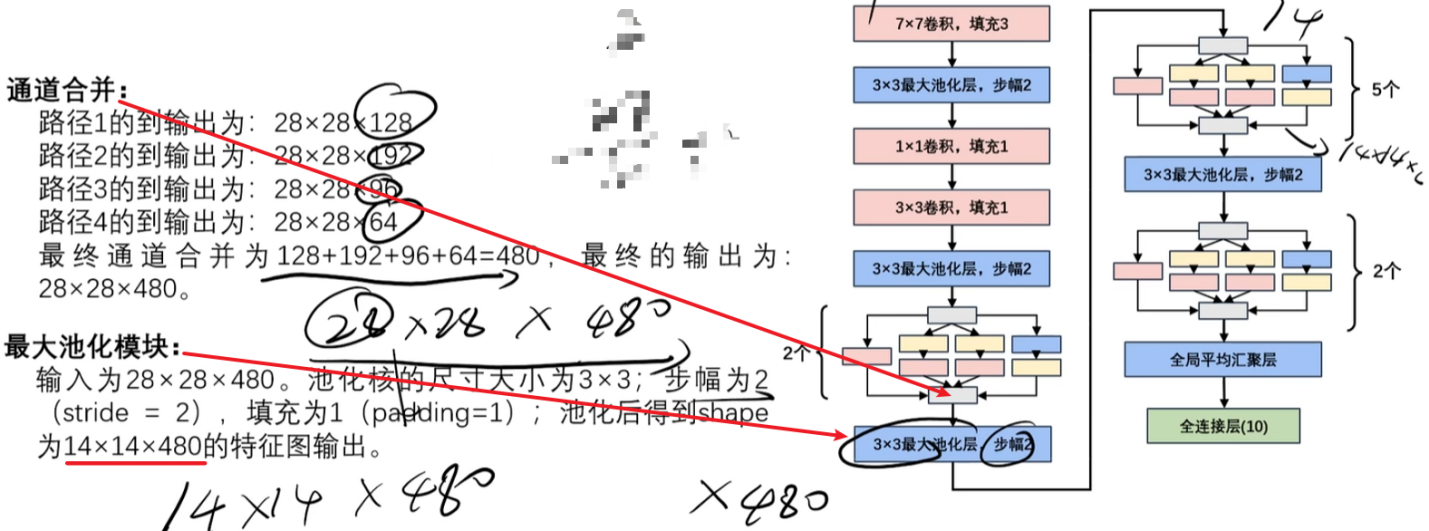 通道合并:
路径1的到输出为: 28×28×128
路径2的到输出为: 28×28×192
路径3的到输出为: 28×28×96
路径4的到输出为: 28×28×64
最终通道合并为128+192+96+64=480, 最终的输出为:
28×28×480。
28×28 × 480
最大池化模块:
输入为28×28×480。池化核的尺寸大小为3×3; 步幅为2
(stride = 2), 填充为1 (padding=1); 池化后得到shape
为14×14×480的特征图输出。
14×14 × 480
×480
7×7卷积, 填充3
3×3最大池化层, 步幅2
1×1卷积, 填充1
3×3卷积, 填充1
3×3最大池化层, 步幅2
2个
3×3最大池化层, 步幅2
14
5个
3×3最大池化层, 步幅2
2个
全局平均汇聚层
全连接层(10)